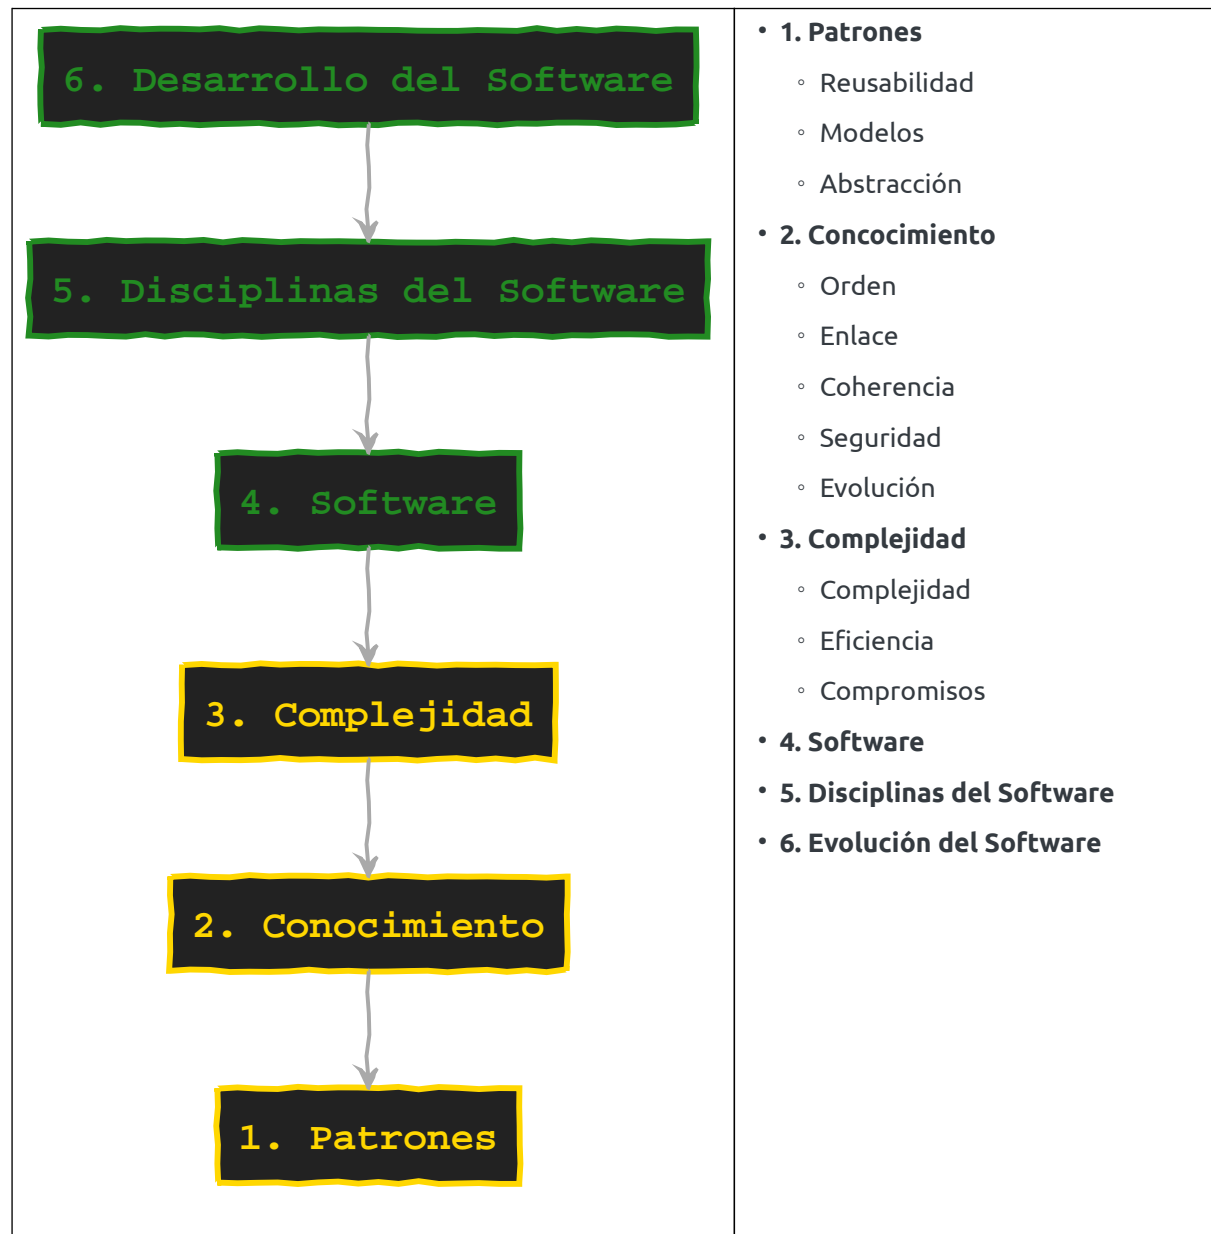 6. Desarrollo del Software
5. Disciplinas del Software
4. Software
3. Complejidad
2. Conocimiento
1. Patrones
• 1. Patrones
◦ Reusabilidad
◦ Modelos
◦ Abstracción
• 2. Concocimiento
◦ Orden
◦ Enlace
◦ Coherencia
◦ Seguridad
◦ Evolución
• 3. Complejidad
◦ Complejidad
◦ Eficiencia
◦ Compromisos
• 4. Software
• 5. Disciplinas del Software
• 6. Evolución del Software